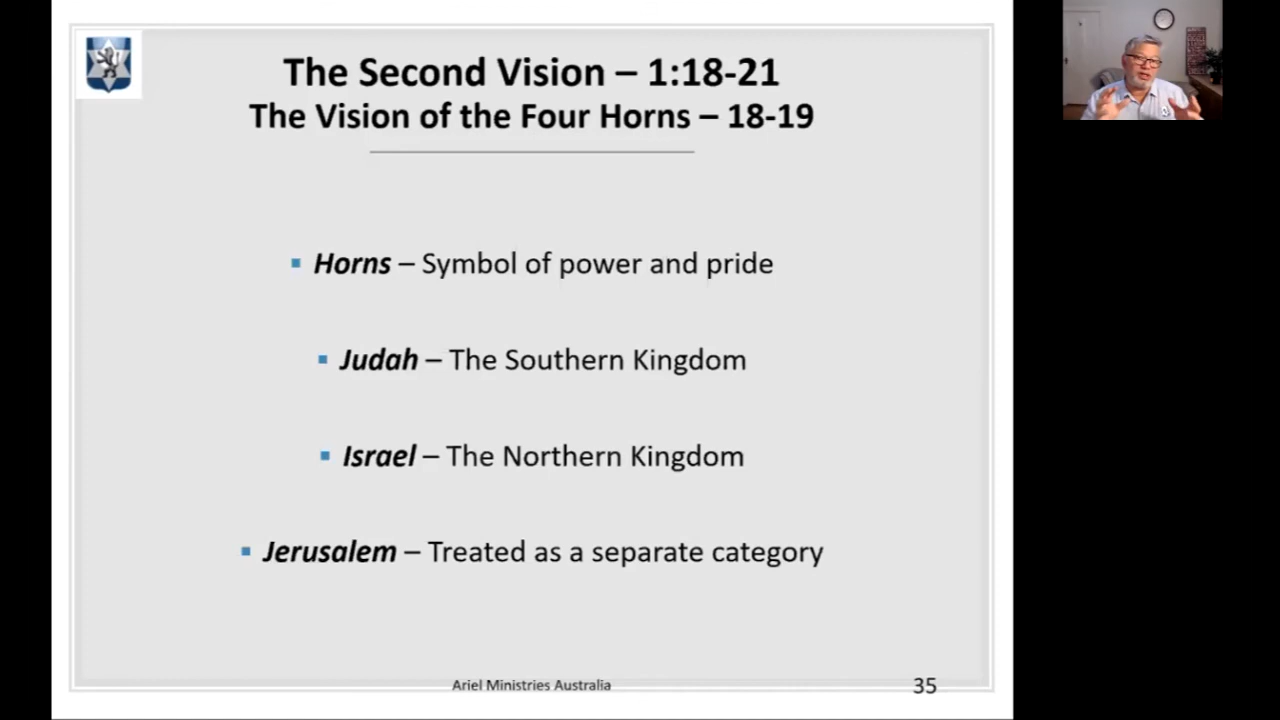 The Second Vision – 1:18-21
The Vision of the Four Horns – 18-19
▪ Horns – Symbol of power and pride
▪ Judah – The Southern Kingdom
▪ Israel – The Northern Kingdom
▪ Jerusalem – Treated as a separate category
Ariel Ministries Australia
35